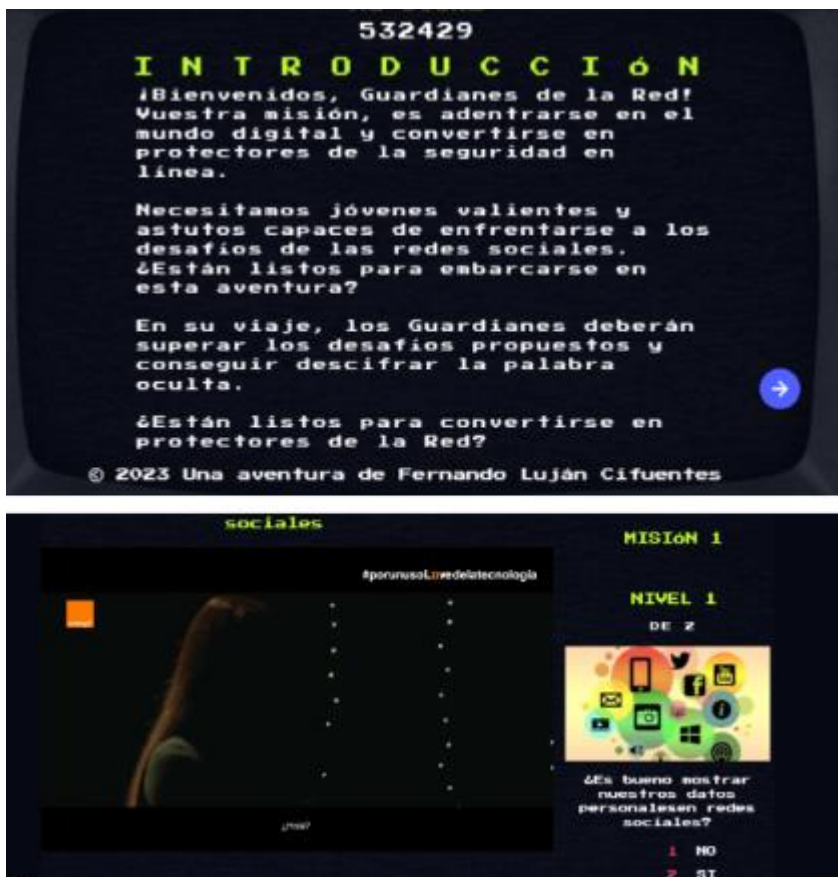 532429
INTRODUCCIóN
¡Bienvenidos, Guardianes de la Red!
Vuestra misión, es adentrarse en el
mundo digital y convertirse en
protectores de la seguridad en
línea.
Necesitamos jóvenes valientes y
astutos capaces de enfrentarse a los
desafíos de las redes sociales.
¿Están listos para embarcarse en
esta aventura?
En su viaje, los Guardianes deberán
superar los desafíos propuestos y
conseguir descifrar la palabra
oculta.
¿Están listos para convertirse en
protectores de la Red?
© 2023 Una aventura de Fernando Luján Cifuentes
sociales
#porunusoLovedelatecnología
MISIóN 1
NIVEL 1
DE 2
¿Es bueno mostrar
nuestros datos
personalesen redes
sociales?
1 NO
2 SI